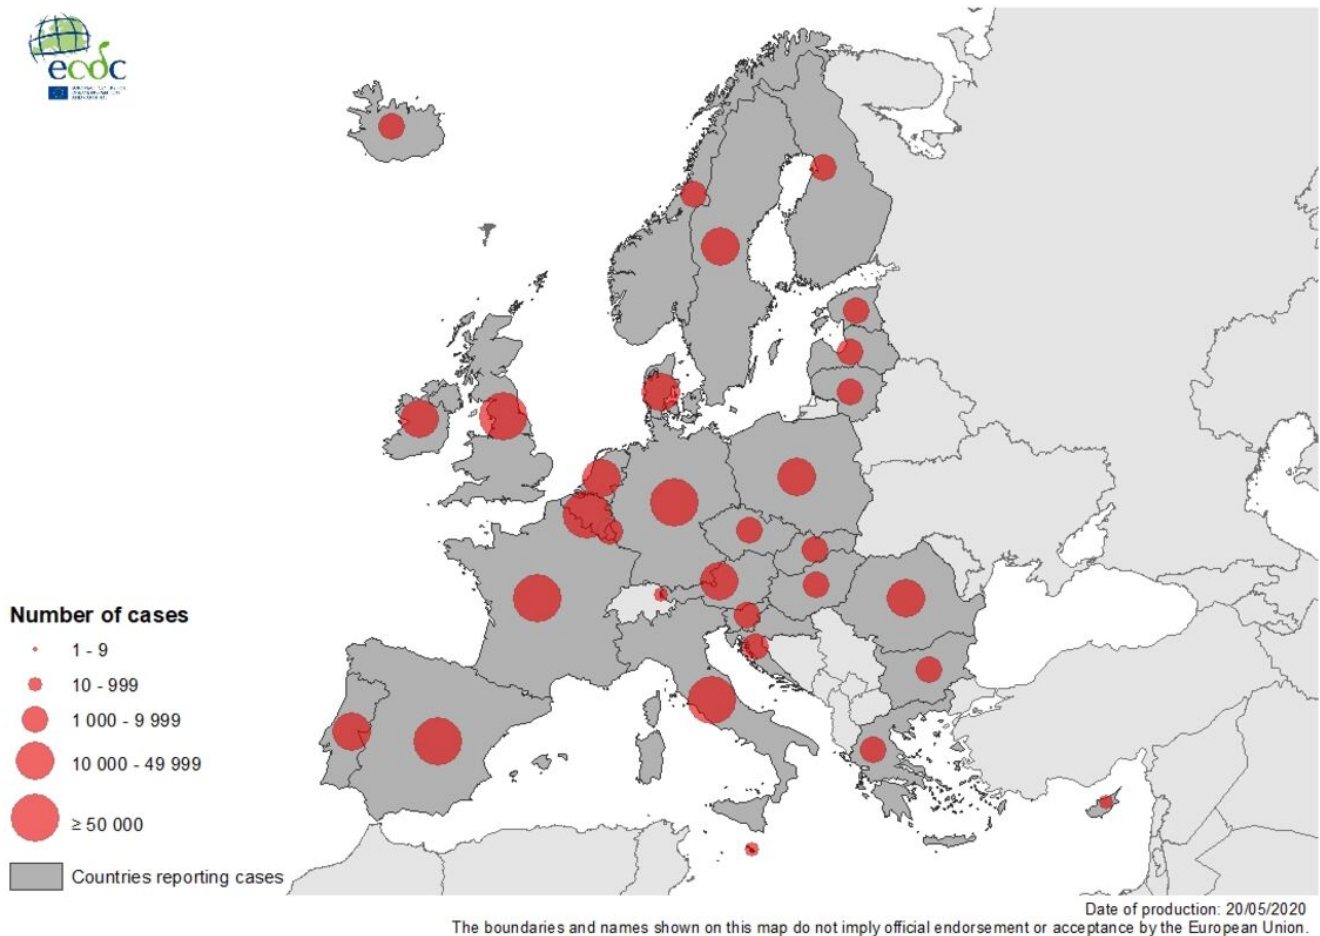 ecdc
Number of cases
1 - 9
10 - 999
1 000 - 9 999
10 000 - 49 999
≥ 50 000
Countries reporting cases
Date of production: 20/05/2020
The boundaries and names shown on this map do not imply official endorsement or acceptance by the European Union.